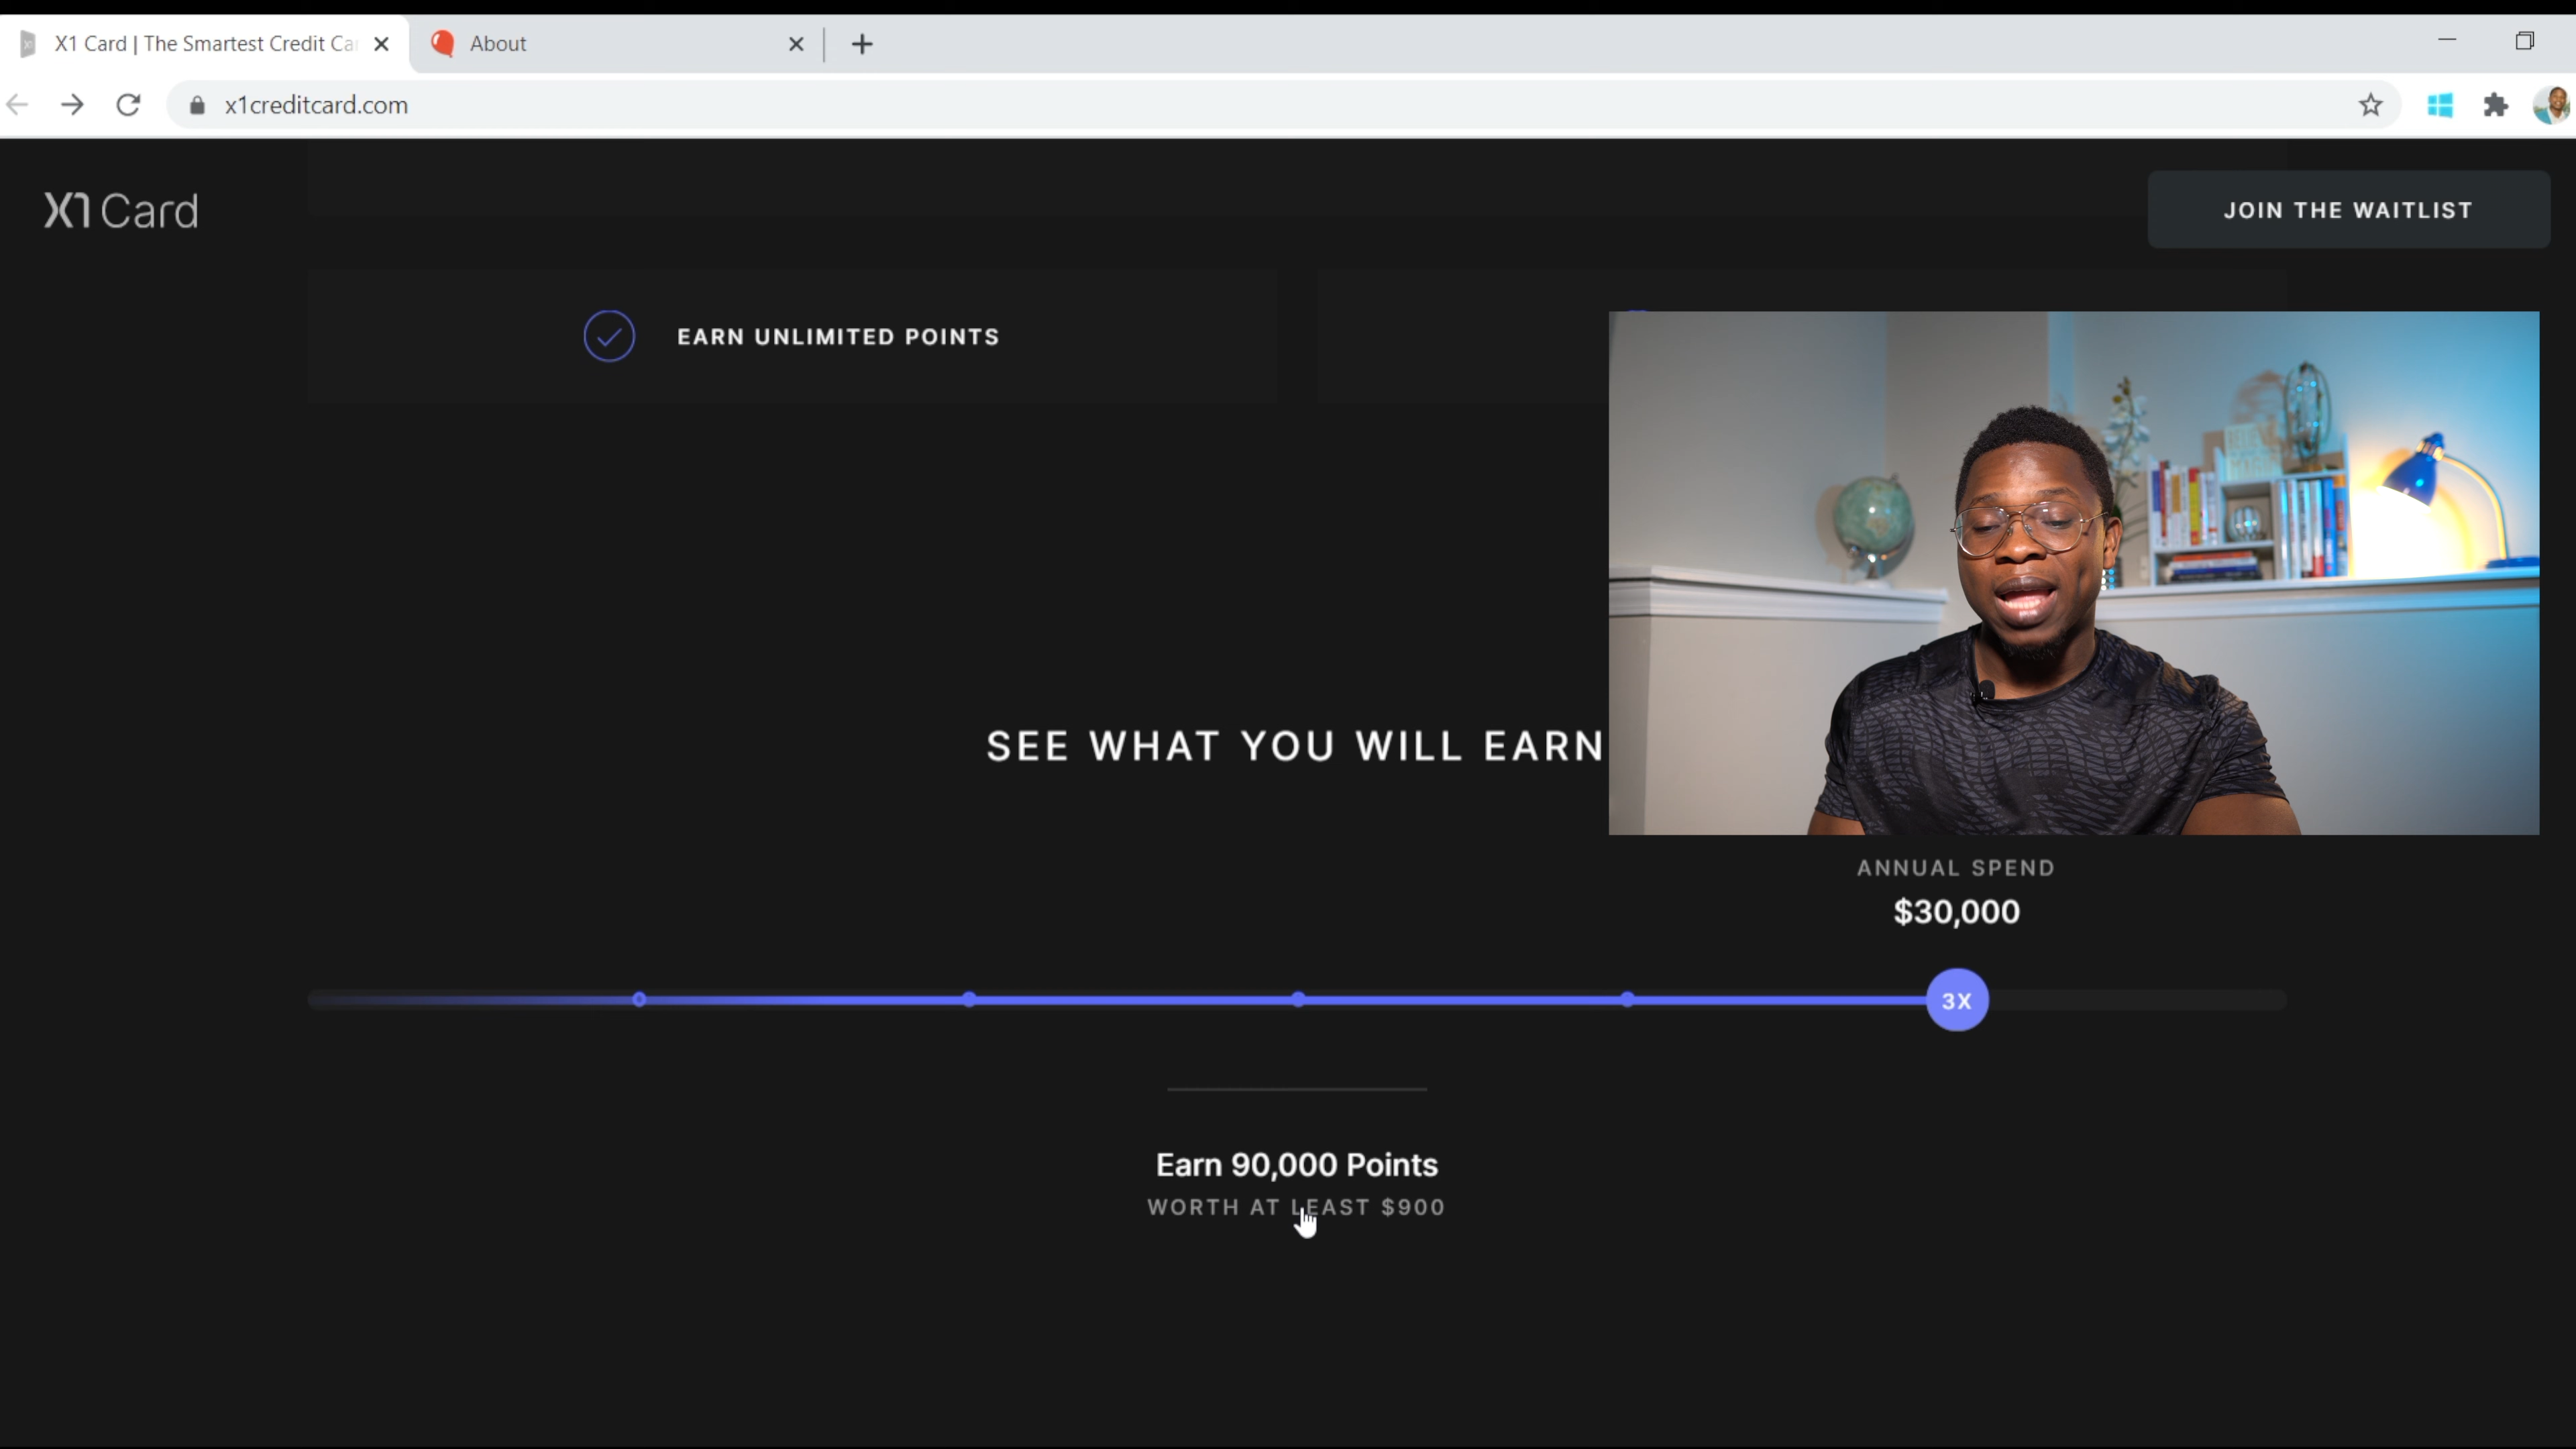 X1 Card | The Smartest Credit Ca
About
x1creditcard.com
X1 Card
JOIN THE WAITLIST
EARN UNLIMITED POINTS
SEE WHAT YOU WILL EARN
ANNUAL SPEND
$30,000
3X
Earn 90,000 Points
WORTH AT LEAST $900